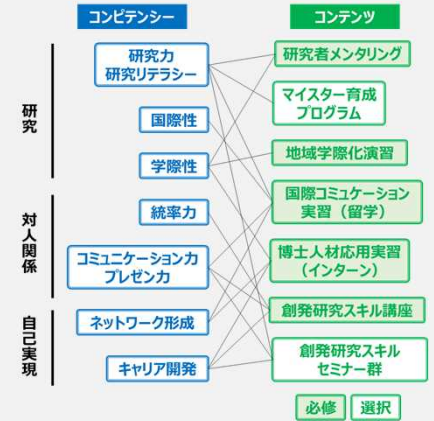 コンピテンシー
コンテンツ
研究
対人関係
自己実現
研究力
研究リテラシー
国際性
学際性
統率力
コミュニケーション力
プレゼン力
ネットワーク形成
キャリア開発
研究者メンタリング
マイスター育成
プログラム
地域学際化演習
国際コミュケーション
実習（留学）
博士人材応用実習
（インターン）
創発研究スキル講座
創発研究スキル
セミナー群
必修
選択